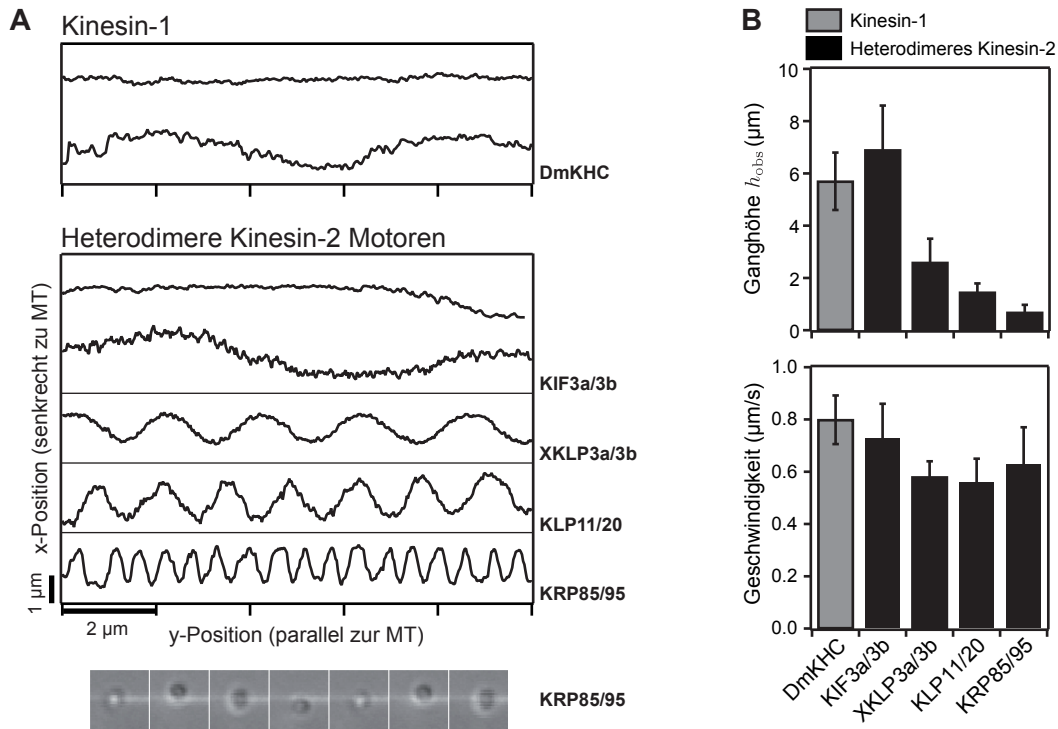 A
Kinesin-1
DmKHC
Heterodimere Kinesin-2 Motoren
KIF3a/3b
XKLP3a/3b
KLP11/20
KRP85/95
x-Position (senkrecht zu MT)
1 µm
2 µm
y-Position (parallel zur MT)
KRP85/95
B
Kinesin-1
Heterodimeres Kinesin-2
Ganghöhe h_obs (µm)
10
8
6
4
2
0
Geschwindigkeit (µm/s)
1.0
0.8
0.6
0.4
0.2
0.0
DmKHC
KIF3a/3b
XKLP3a/3b
KLP11/20
KRP85/95